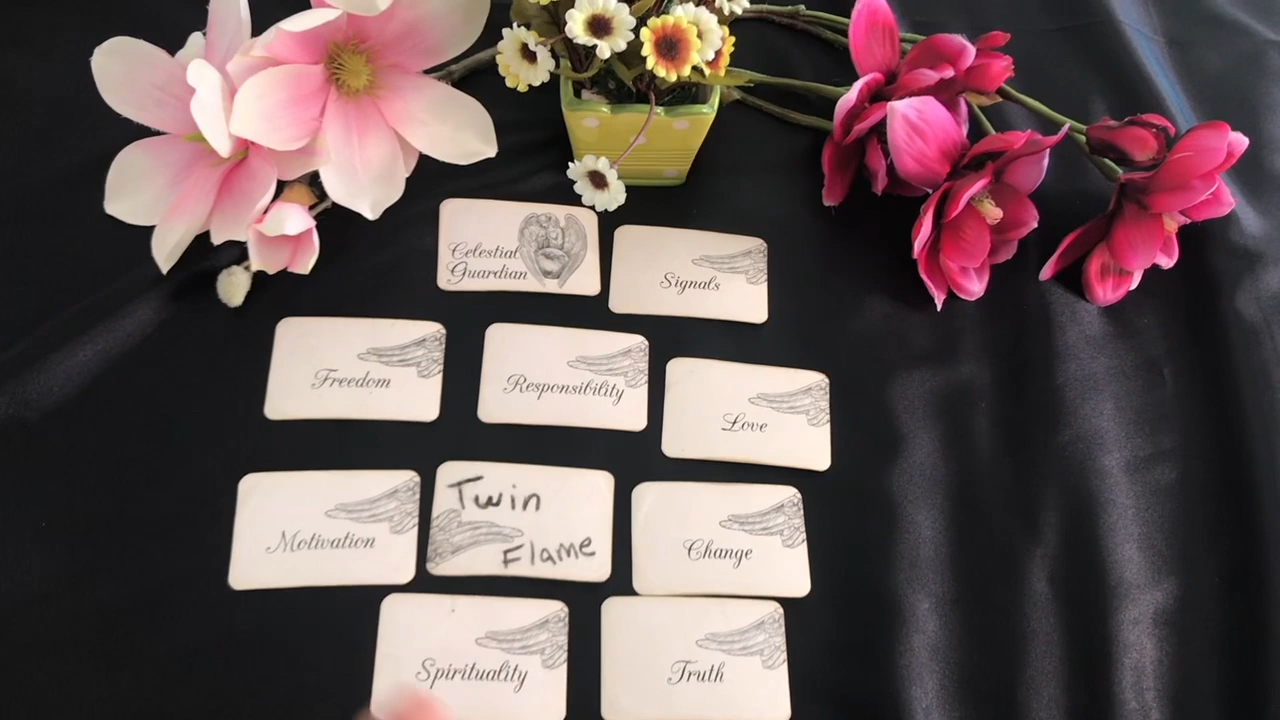 Celestial
Guardian
Signals
Freedom
Responsibility
Love
Motivation
Twin
Flame
Change
Spirituality
Truth